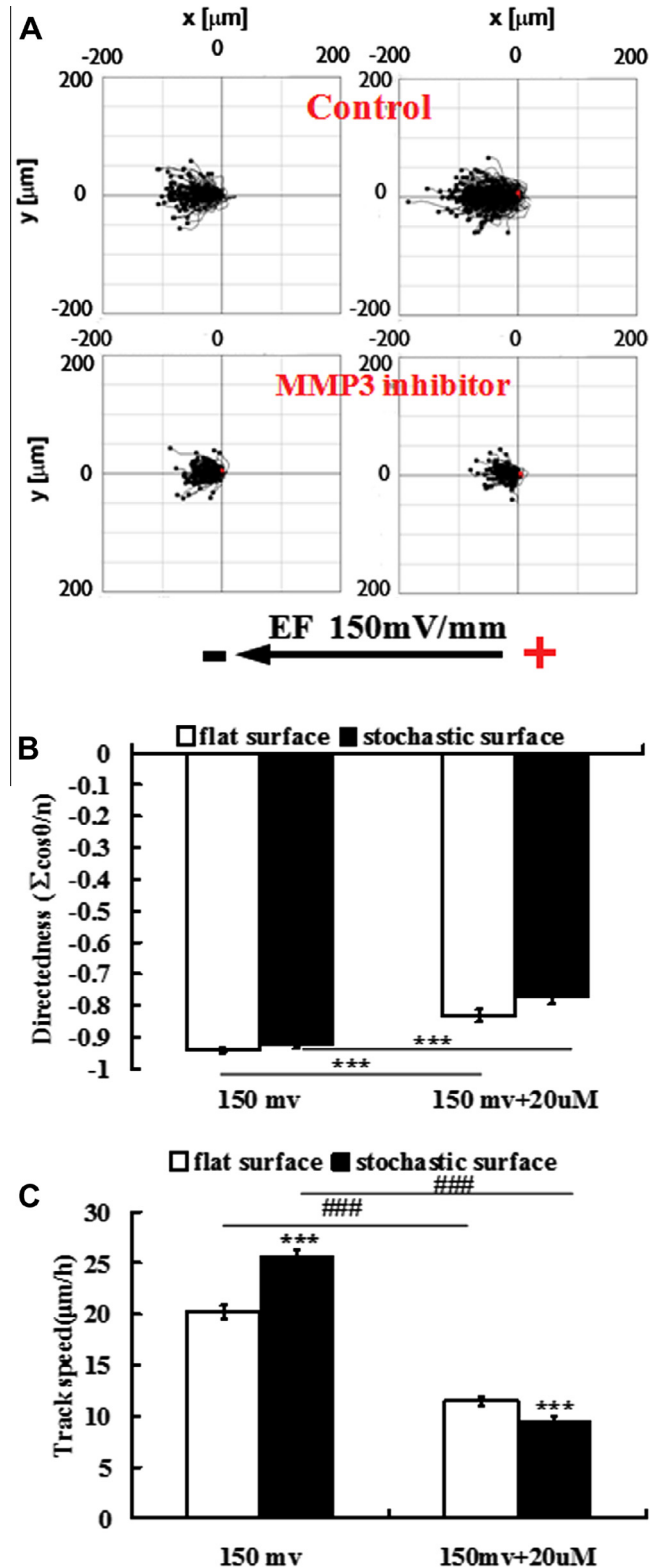 A
x [μm] x [μm]
-200 0 -200 0 200
200 200
Control
y [μm] 0 0
-200 -200
-200 0 200 -200 0 200
200 200
MMP3 inhibitor
y [μm] 0 0
200 200
EF 150mV/mm
- +
B
flat surface stochastic surface
Directedness (Σcosθ/n)
0
-0.1
-0.2
-0.3
-0.4
-0.5
-0.6
-0.7
-0.8
-0.9
-1
***
***
150 mv 150 mv+20uM
C
flat surface stochastic surface
###
###
Track speed(μm/h)
30
25
20
15
10
5
0
***
***
150 mv 150mv+20uM